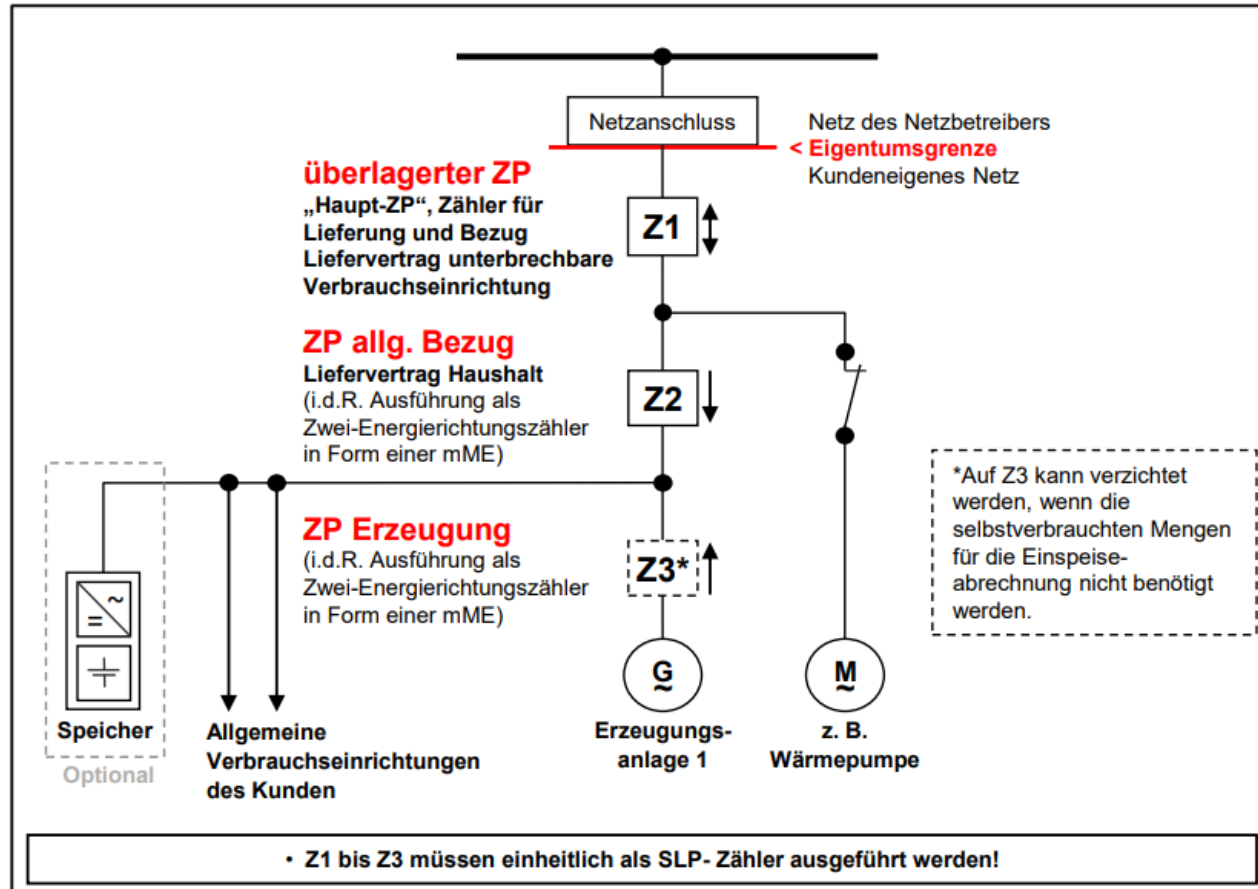 Netzanschluss
Netz des Netzbetreibers
< Eigentumsgrenze
Kundeneigenes Netz
überlagerter ZP
„Haupt-ZP“, Zähler für
Lieferung und Bezug
Liefervertrag unterbrechbare
Verbrauchseinrichtung
Z1
ZP allg. Bezug
Liefervertrag Haushalt
(i.d.R. Ausführung als
Zwei-Energierichtungszähler
in Form einer mME)
Z2
ZP Erzeugung
(i.d.R. Ausführung als
Zwei-Energierichtungszähler
in Form einer mME)
Z3*
*Auf Z3 kann verzichtet
werden, wenn die
selbstverbrauchten Mengen
für die Einspeise-
abrechnung nicht benötigt
werden.
~
=
G
~
M
~
Speicher
Optional
Allgemeine
Verbrauchseinrichtungen
des Kunden
Erzeugungs-
anlage 1
z. B.
Wärmepumpe
• Z1 bis Z3 müssen einheitlich als SLP- Zähler ausgeführt werden!